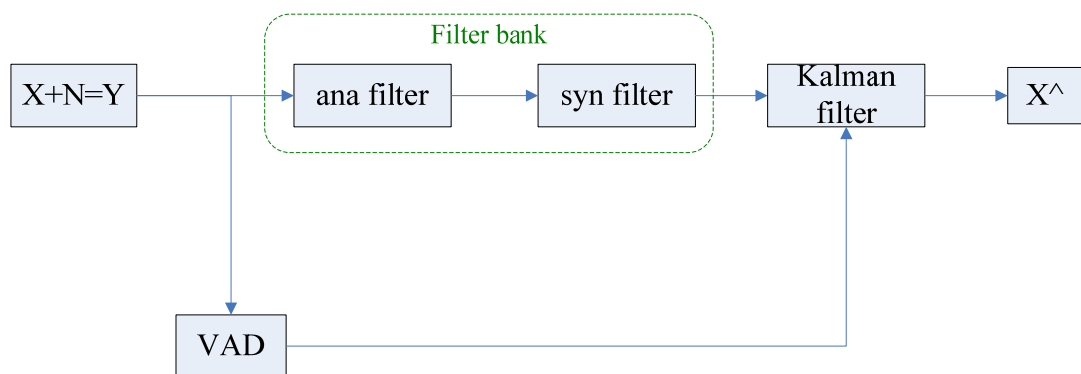 Filter bank
X+N=Y
ana filter
syn filter
Kalman
filter
X^
VAD